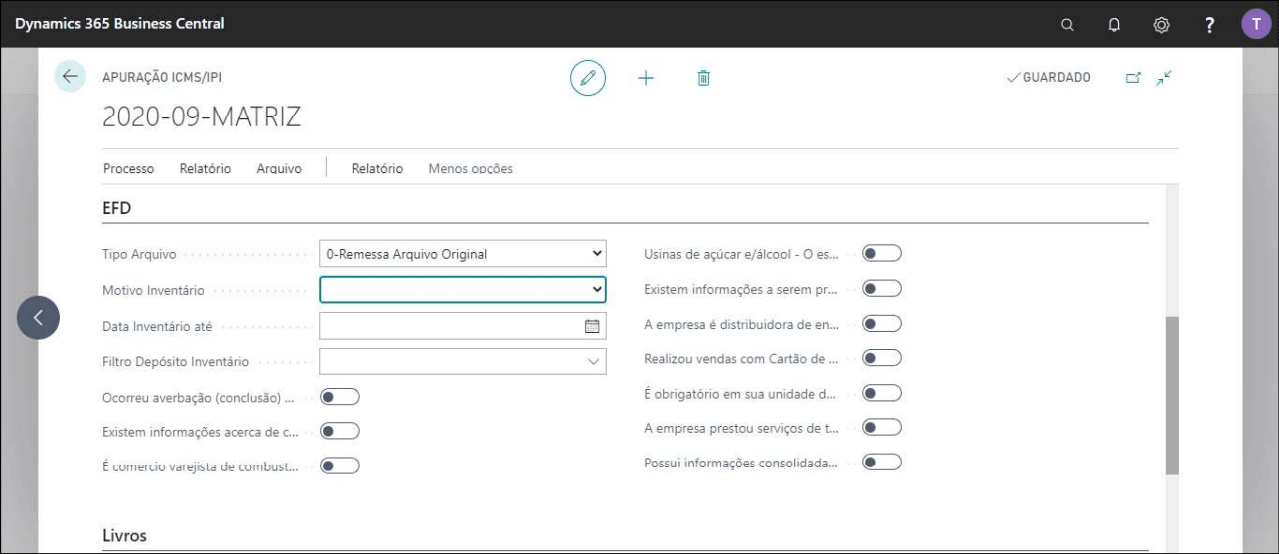 Dynamics 365 Business Central
?
T
APURAÇÃO ICMS/IPI
GUARDADO
2020-09-MATRIZ
Processo Relatório Arquivo Relatório Menos opções
EFD
Tipo Arquivo 0-Remessa Arquivo Original
Motivo Inventário
Data Inventário até
Filtro Depósito Inventário
Ocorreu averbação (conclusão) ...
Existem informações acerca de c...
É comercio varejista de combust...
Usinas de açúcar e/álcool - O es...
Existem informações a serem pr...
A empresa é distribuidora de en...
Realizou vendas com Cartão de ...
É obrigatório em sua unidade d...
A empresa prestou serviços de t...
Possui informações consolidada...
Livros